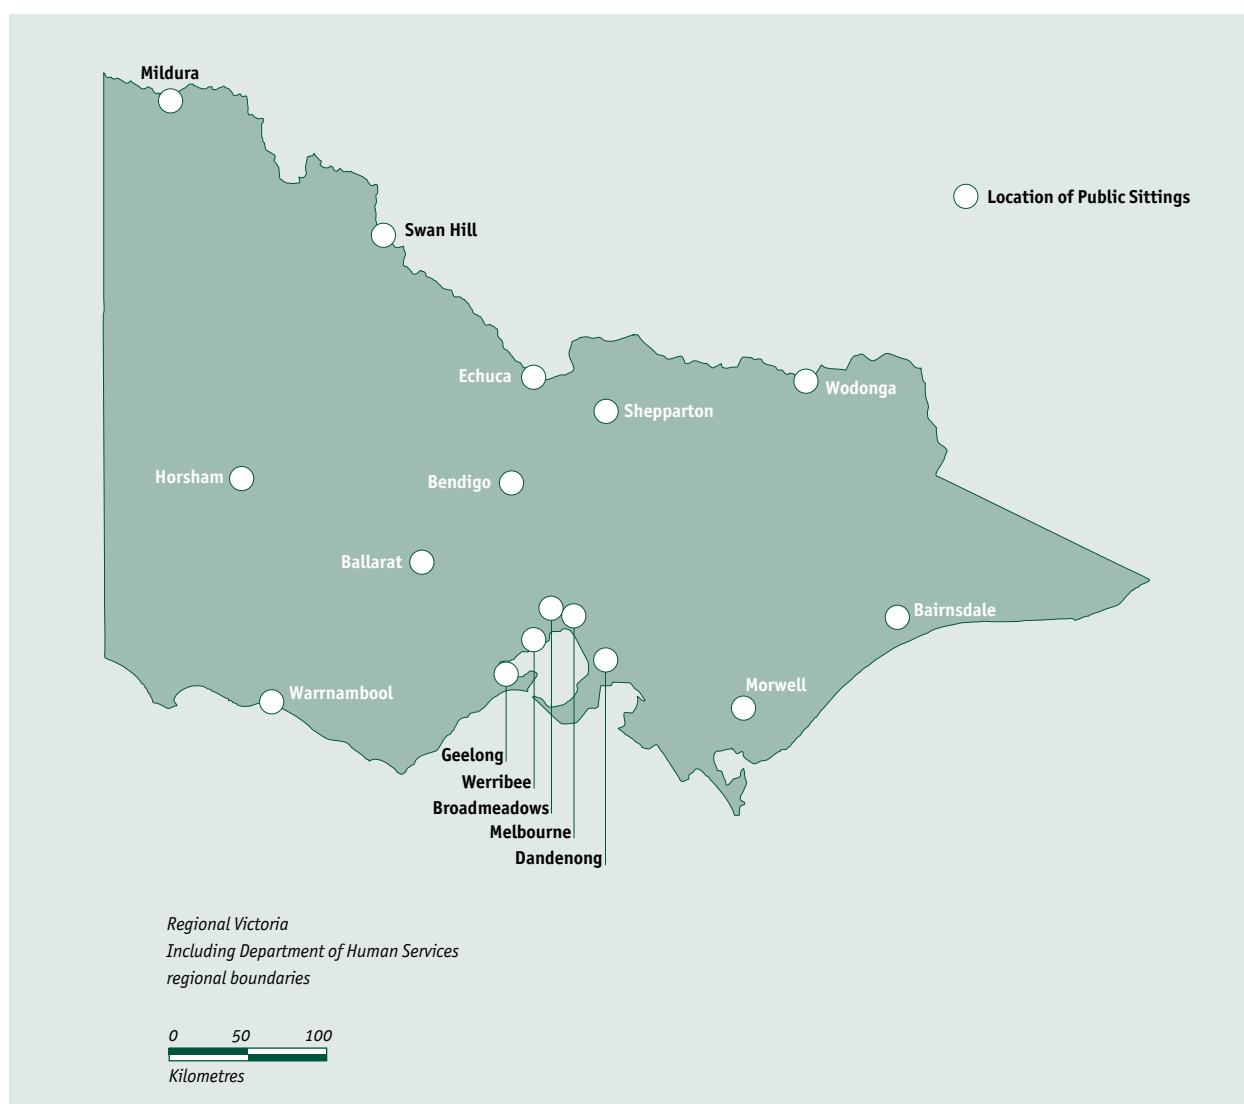 Mildura
Location of Public Sittings
Swan Hill
Echuca
Wodonga
Shepparton
Horsham
Bendigo
Ballarat
Bairnsdale
Morwell
Warrnambool
Geelong
Werribee
Broadmeadows
Melbourne
Dandenong
Regional Victoria
Including Department of Human Services
regional boundaries
0 50 100
Kilometres